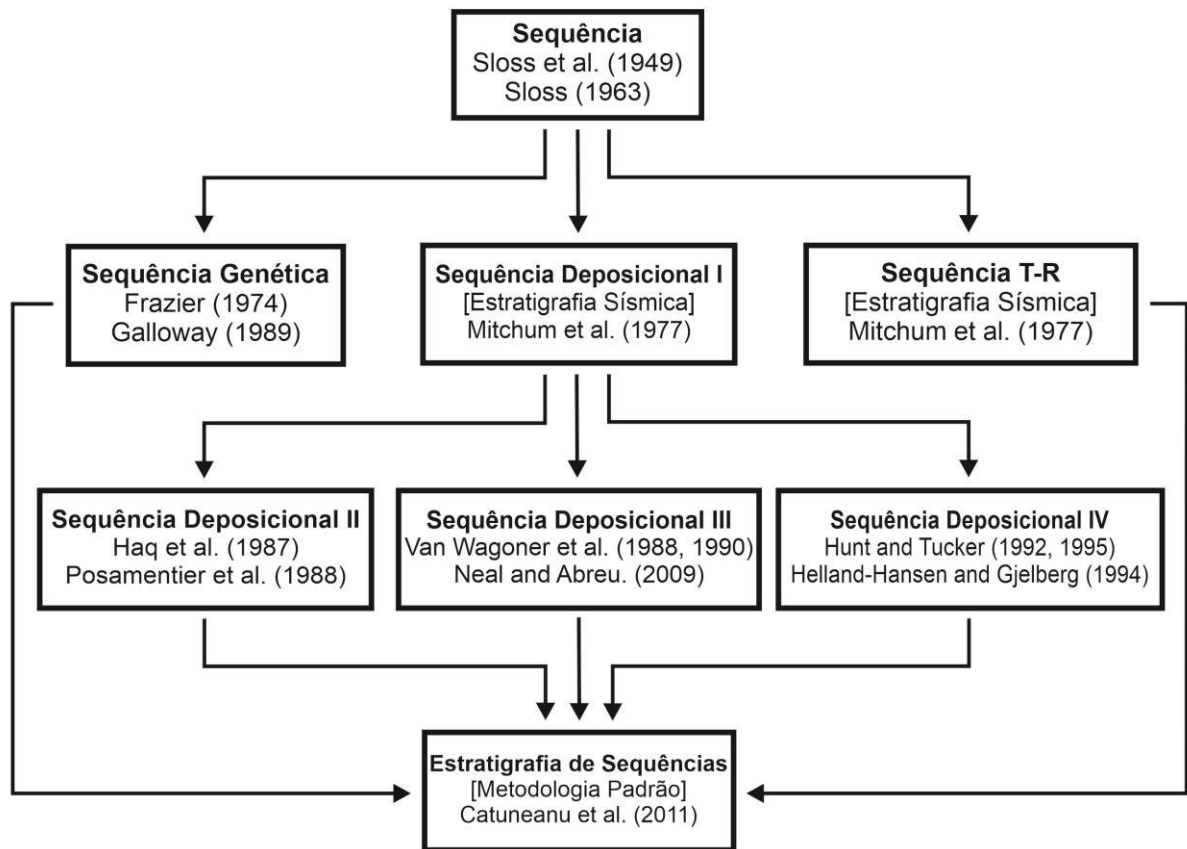 Sequência
Sloss et al. (1949)
Sloss (1963)
Sequência Genética
Frazier (1974)
Galloway (1989)
Sequência Deposicional I
[Estratigrafia Sísmica]
Mitchum et al. (1977)
Sequência T-R
[Estratigrafia Sísmica]
Mitchum et al. (1977)
Sequência Deposicional II
Haq et al. (1987)
Posamentier et al. (1988)
Sequência Deposicional III
Van Wagoner et al. (1988, 1990)
Neal and Abreu. (2009)
Sequência Deposicional IV
Hunt and Tucker (1992, 1995)
Helland-Hansen and Gjelberg (1994)
Estratigrafia de Sequências
[Metodologia Padrão]
Catuneanu et al. (2011)